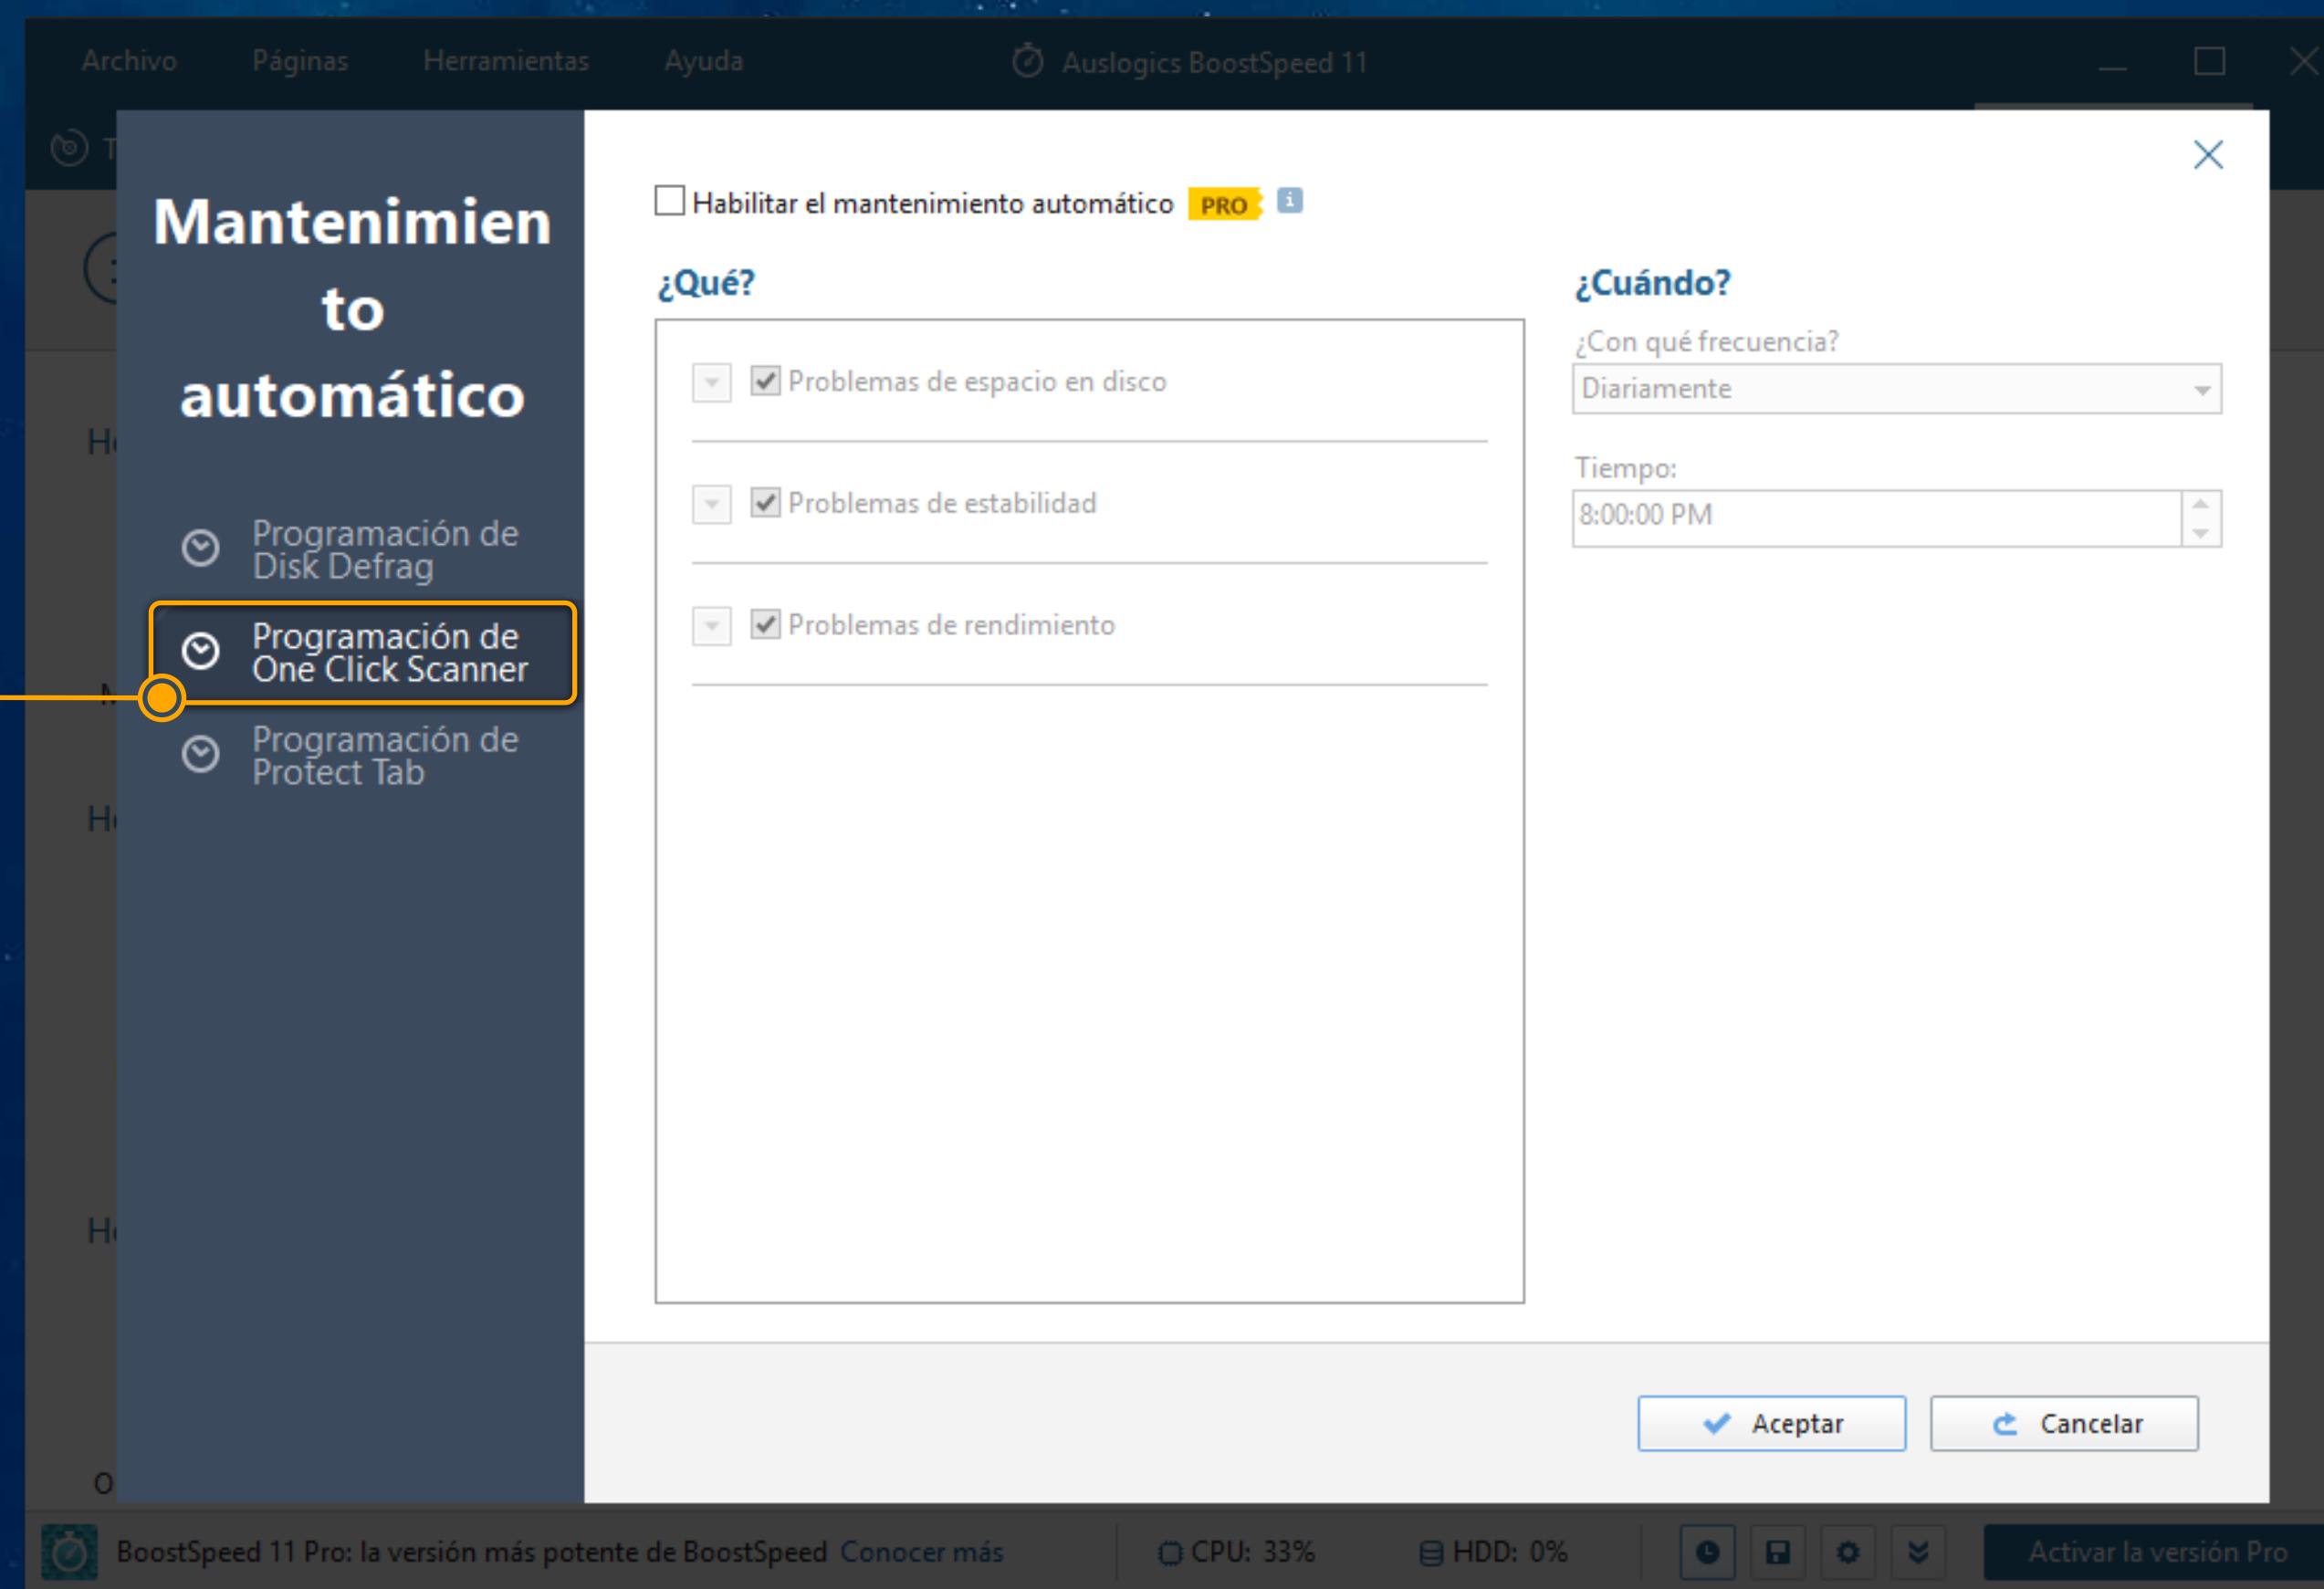 Archivo Páginas Herramientas Ayuda Auslogics BoostSpeed 11
Mantenimien
to
automático
Programación de
Disk Defrag
Programación de
One Click Scanner
Programación de
Protect Tab
Habilitar el mantenimiento automático PRO
¿Qué?
Problemas de espacio en disco
Problemas de estabilidad
Problemas de rendimiento
¿Cuándo?
¿Con qué frecuencia?
Diariamente
Tiempo:
8:00:00 PM
Aceptar Cancelar
BoostSpeed 11 Pro: la versión más potente de BoostSpeed Conocer más CPU: 33% HDD: 0% Activar la versión Pro